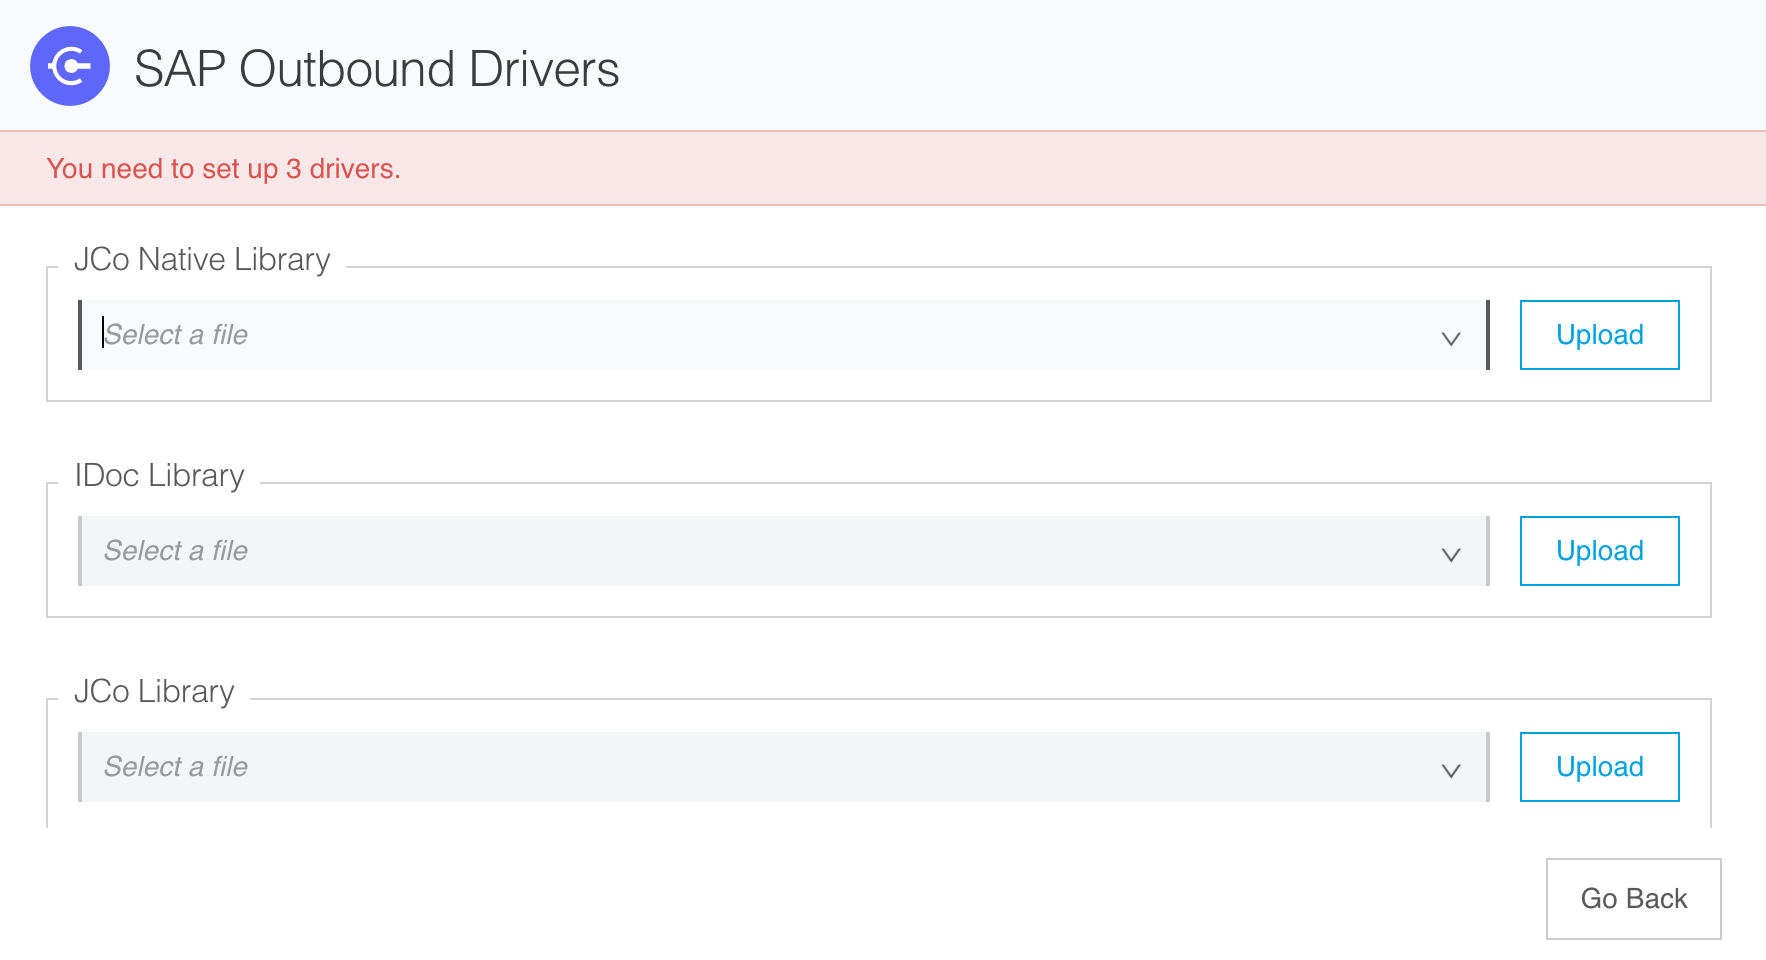 SAP Outbound Drivers
You need to set up 3 drivers.
JCo Native Library
Select a file
Upload
IDoc Library
Select a file
Upload
JCo Library
Select a file
Upload
Go Back